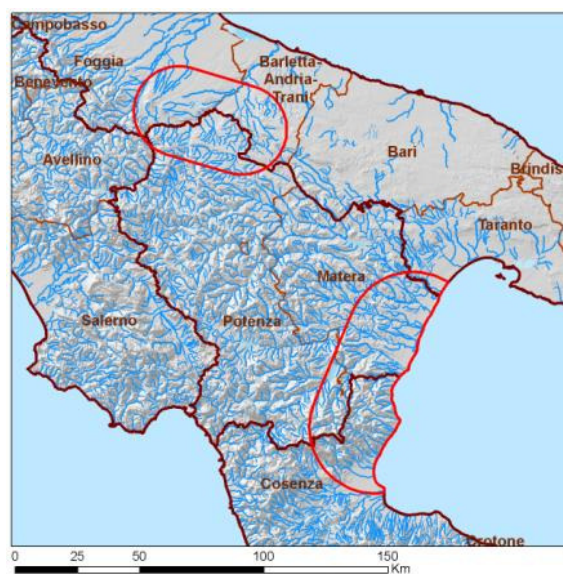 Campobasso
Foggia
Barletta-
Andria-
Trani
Benevento
Bari
Avellino
Brindis
Taranto
Matera
Salerno
Potenza
Cosenza
Crotone
0 25 50 100 150
Km